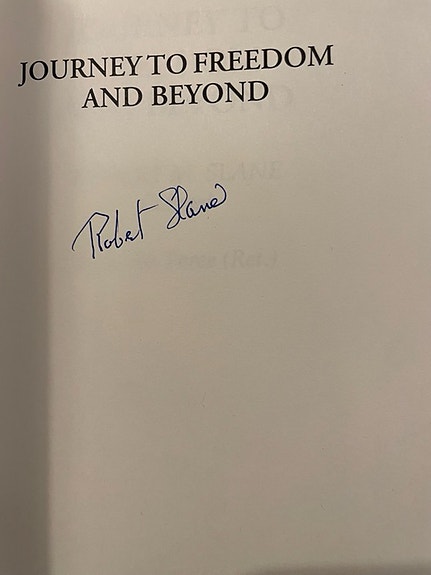 JOURNEY TO FREEDOM
AND BEYOND
Robert Slane